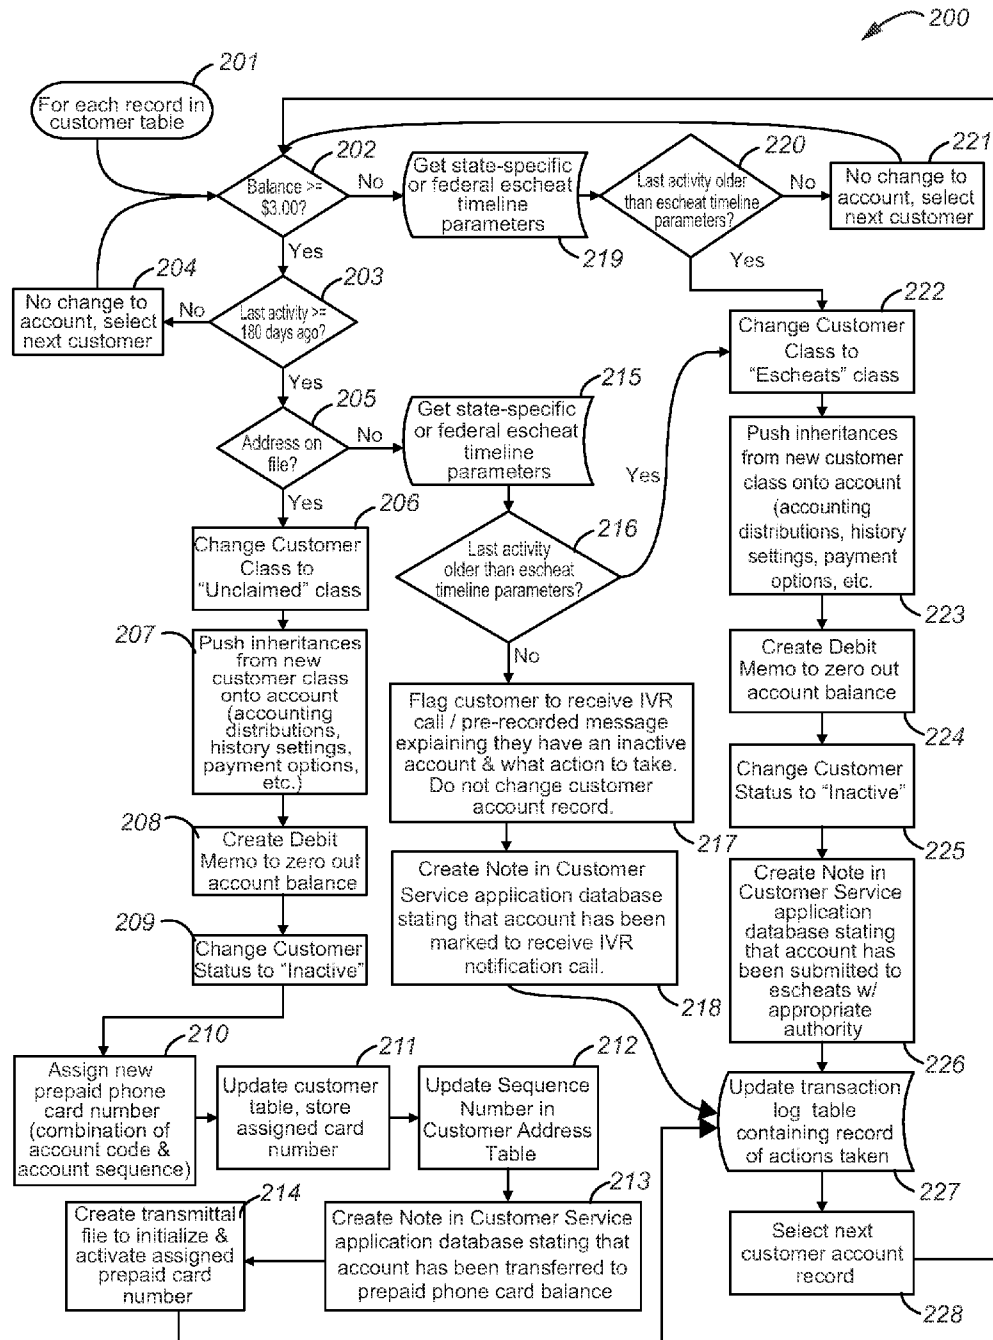 200
201
For each record in
customer table
202
Balance >=
$3.00?
No
Get state-specific
or federal escheat
timeline
parameters
219
220
Last activity older
than escheat timeline
parameters?
No
221
No change to
account, select
next customer
Yes
Yes
203
Last activity >=
180 days ago?
No
204
No change to
account, select
next customer
Yes
205
Address on
file?
No
215
Get state-specific
or federal escheat
timeline
parameters
Yes
222
Change Customer
Class to
“Escheats” class
Yes
206
Change Customer
Class to
“Unclaimed” class
216
Last activity
older than escheat
timeline parameters?
No
Push inheritances
from new customer
class onto account
(accounting
distributions, history
settings, payment
options, etc.
223
207
Push inheritances
from new
customer class
onto account
(accounting
distributions,
history settings,
payment options,
etc.)
Flag customer to receive IVR
call / pre-recorded message
explaining they have an inactive
account & what action to take.
Do not change customer
account record.
217
Create Debit
Memo to zero out
account balance
224
208
Create Debit
Memo to zero out
account balance
Change Customer
Status to “Inactive”
225
209
Change Customer
Status to “Inactive”
Create Note in Customer
Service application database
stating that account has been
marked to receive IVR
notification call.
218
Create Note in
Customer Service
application
database stating
that account has
been submitted to
escheats w/
appropriate
authority
226
210
Assign new
prepaid phone
card number
(combination of
account code &
account sequence)
211
Update customer
table, store
assigned card
number
212
Update Sequence
Number in
Customer Address
Table
Update transaction
log table
containing record
of actions taken
227
213
Create Note in Customer Service
application database stating that
account has been transferred to
prepaid phone card balance
214
Create transmittal
file to initialize &
activate assigned
prepaid card
number
Select next
customer account
record
228